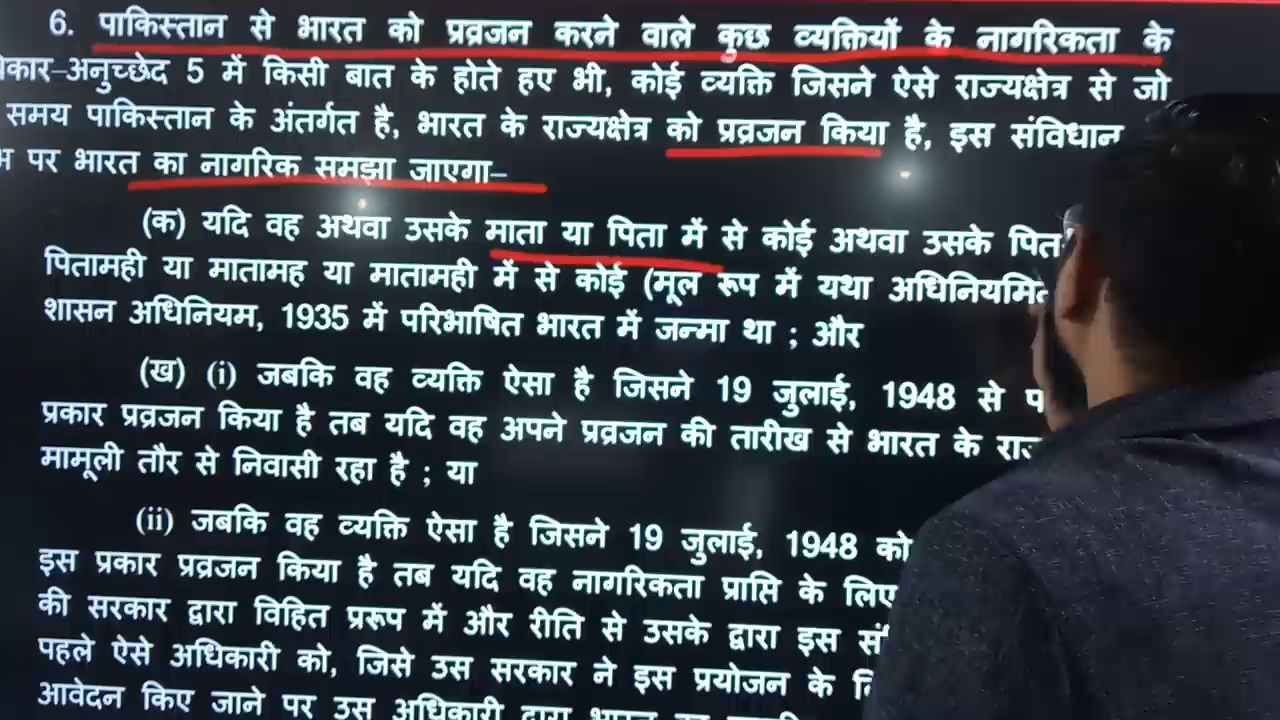 6. पाकिस्तान से भारत को प्रव्रजन करने वाले कुछ व्यक्तियों के नागरिकता के
अनुच्छेद 5 में किसी बात के होते हुए भी, कोई व्यक्ति जिसने ऐसे राज्यक्षेत्र से जो
समय पाकिस्तान के अंतर्गत है, भारत के राज्यक्षेत्र को प्रव्रजन किया है, इस संविधान
पर भारत का नागरिक समझा जाएगा–
(क) यदि वह अथवा उसके माता या पिता में से कोई अथवा उसके
पितामही या मातामह या मातामही में से कोई (मूल रूप में यथा
शासन अधिनियम, 1935 में परिभाषित भारत में जन्मा था ; और
(ख) (i) जबकि वह व्यक्ति ऐसा है जिसने 19 जुलाई, 1948 से
प्रकार प्रव्रजन किया है तब यदि वह अपने प्रव्रजन की तारीख से भारत के
मामूली तौर से निवासी रहा है ; या
(ii) जबकि वह व्यक्ति ऐसा है जिसने 19 जुलाई, 1948 को
इस प्रकार प्रव्रजन किया है तब यदि वह नागरिकता प्राप्ति के लिए
की सरकार द्वारा विहित प्ररूप में और रीति से उसके द्वारा इस
पहले ऐसे अधिकारी को, जिसे उस सरकार ने इस प्रयोजन के
आवेदन किए जाने पर उस अधिकारी द्वारा भारत